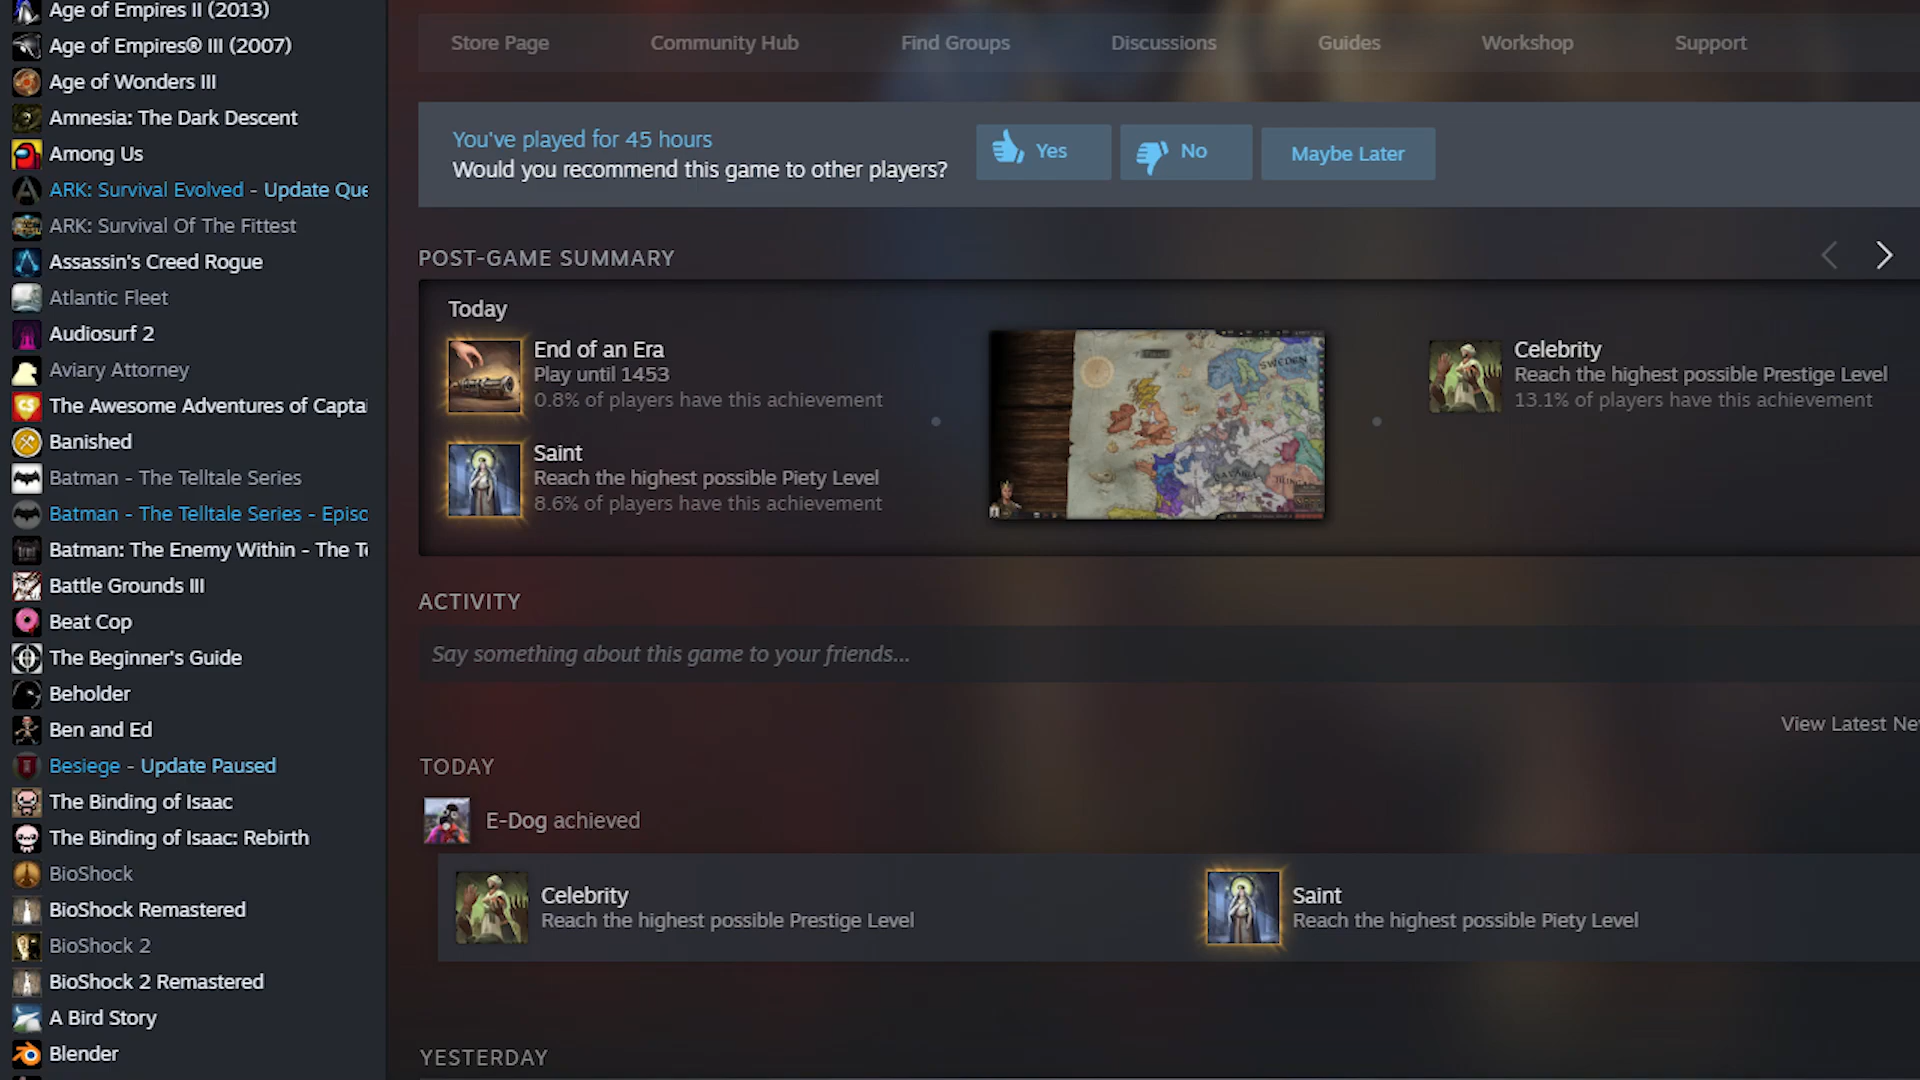 Age of Empires II (2013)
Age of Empires® III (2007)
Age of Wonders III
Amnesia: The Dark Descent
Among Us
ARK: Survival Evolved - Update Que
ARK: Survival Of The Fittest
Assassin's Creed Rogue
Atlantic Fleet
Audiosurf 2
Aviary Attorney
The Awesome Adventures of Captai
Banished
Batman - The Telltale Series
Batman - The Telltale Series - Episo
Batman: The Enemy Within - The Te
Battle Grounds III
Beat Cop
The Beginner's Guide
Beholder
Ben and Ed
Besiege - Update Paused
The Binding of Isaac
The Binding of Isaac: Rebirth
BioShock
BioShock Remastered
BioShock 2
BioShock 2 Remastered
A Bird Story
Blender
Store Page Community Hub Find Groups Discussions Guides Workshop Support
You've played for 45 hours
Would you recommend this game to other players?
Yes No Maybe Later
POST-GAME SUMMARY
Today
End of an Era
Play until 1453
0.8% of players have this achievement
Saint
Reach the highest possible Piety Level
8.6% of players have this achievement
SWEDEN
BAVARIA
Celebrity
Reach the highest possible Prestige Level
13.1% of players have this achievement
ACTIVITY
Say something about this game to your friends...
View Latest Ne
TODAY
E-Dog achieved
Celebrity
Reach the highest possible Prestige Level
Saint
Reach the highest possible Piety Level
YESTERDAY